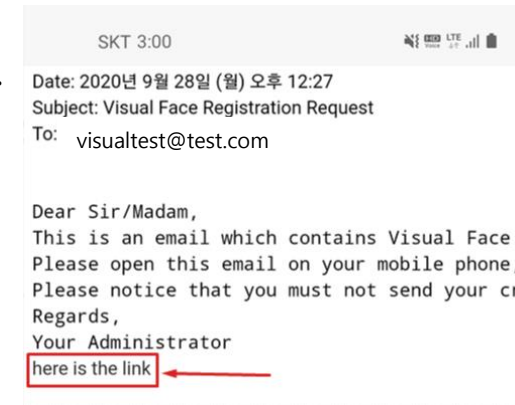 SKT 3:00
HD Voice LTE
Date: 2020년 9월 28일 (월) 오후 12:27
Subject: Visual Face Registration Request
To: visualtest@test.com
Dear Sir/Madam,
This is an email which contains Visual Face
Please open this email on your mobile phone,
Please notice that you must not send your
Regards,
Your Administrator
here is the link